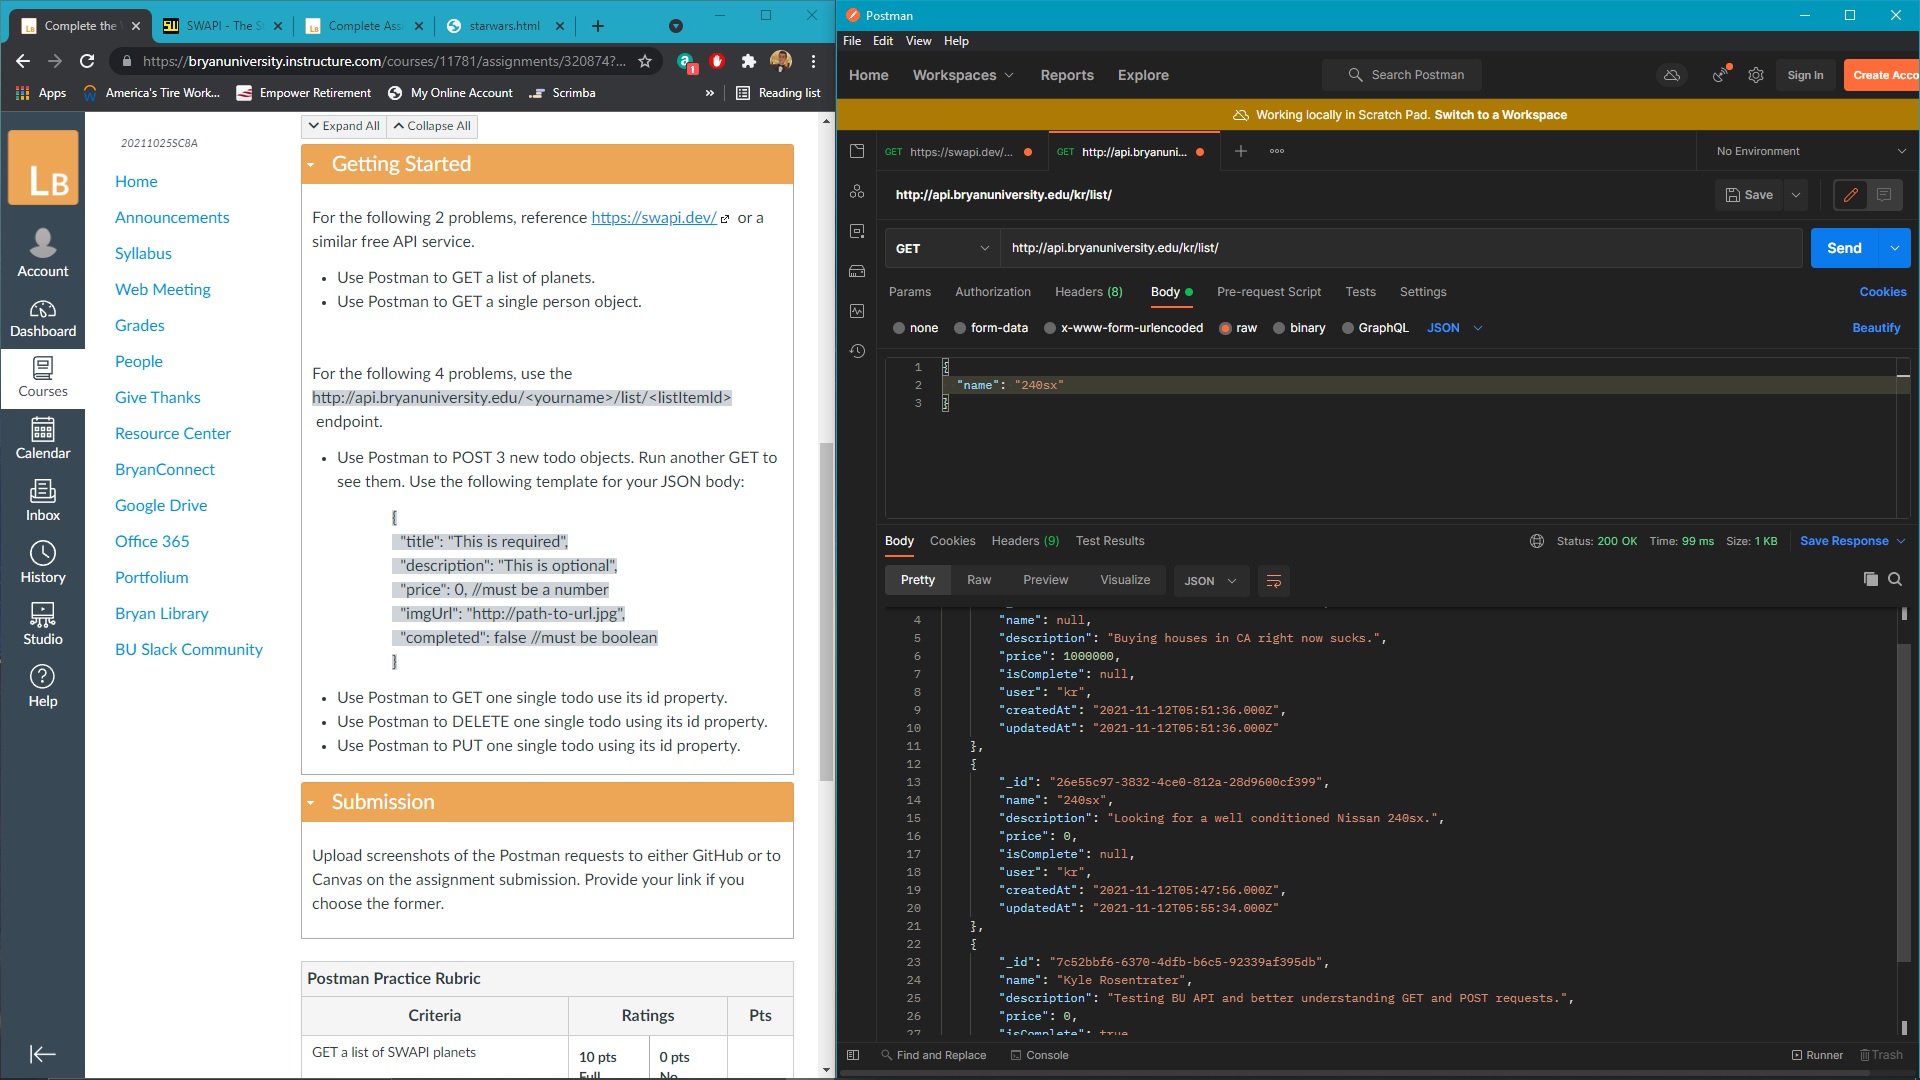 Complete the
SWAPI - The S
Complete Ass
starwars.html
https://bryanuniversity.instructure.com/courses/11781/assignments/320874?...
1
Apps
America's Tire Work...
Empower Retirement
My Online Account
Scrimba
»
Reading list
LB
Account
Dashboard
Courses
Calendar
Inbox
History
Studio
Help
20211025SC8A
Home
Announcements
Syllabus
Web Meeting
Grades
People
Give Thanks
Resource Center
BryanConnect
Google Drive
Office 365
Portfolium
Bryan Library
BU Slack Community
Expand All
Collapse All
Getting Started
For the following 2 problems, reference https://swapi.dev/ or a
similar free API service.
• Use Postman to GET a list of planets.
• Use Postman to GET a single person object.
For the following 4 problems, use the
http://api.bryanuniversity.edu/<yourname>/list/<listItemId>
endpoint.
• Use Postman to POST 3 new todo objects. Run another GET to
see them. Use the following template for your JSON body:
{
"title": "This is required",
"description": "This is optional",
"price": 0, //must be a number
"imgUrl": "http://path-to-url.jpg",
"completed": false //must be boolean
}
• Use Postman to GET one single todo use its id property.
• Use Postman to DELETE one single todo using its id property.
• Use Postman to PUT one single todo using its id property.
Submission
Upload screenshots of the Postman requests to either GitHub or to
Canvas on the assignment submission. Provide your link if you
choose the former.
Postman Practice Rubric
Criteria Ratings Pts
GET a list of SWAPI planets
10 pts
Full
0 pts
No
Postman
File Edit View Help
Home Workspaces Reports Explore
Search Postman
Sign In
Create Acco
Working locally in Scratch Pad. Switch to a Workspace
GET https://swapi.dev/...
GET http://api.bryanuni...
No Environment
http://api.bryanuniversity.edu/kr/list/
Save
GET http://api.bryanuniversity.edu/kr/list/
Send
Params Authorization Headers (8) Body Pre-request Script Tests Settings
Cookies
none form-data x-www-form-urlencoded raw binary GraphQL JSON
Beautify
1 {
2 "name": "240sx"
3 }
Body Cookies Headers (9) Test Results
Status: 200 OK Time: 99 ms Size: 1 KB Save Response
Pretty Raw Preview Visualize JSON
4 "name": null,
5 "description": "Buying houses in CA right now sucks.",
6 "price": 1000000,
7 "isComplete": null,
8 "user": "kr",
9 "createdAt": "2021-11-12T05:51:36.000Z",
10 "updatedAt": "2021-11-12T05:51:36.000Z"
11 },
12 {
13 "_id": "26e55c97-3832-4ce0-812a-28d9600cf399",
14 "name": "240sx",
15 "description": "Looking for a well conditioned Nissan 240sx.",
16 "price": 0,
17 "isComplete": null,
18 "user": "kr",
19 "createdAt": "2021-11-12T05:47:56.000Z",
20 "updatedAt": "2021-11-12T05:55:34.000Z"
21 },
22 {
23 "_id": "7c52bbf6-6370-4dfb-b6c5-92339af395db",
24 "name": "Kyle Rosentrater",
25 "description": "Testing BU API and better understanding GET and POST requests.",
26 "price": 0,
27 "isComplete": true
Find and Replace
Console
Runner
Trash